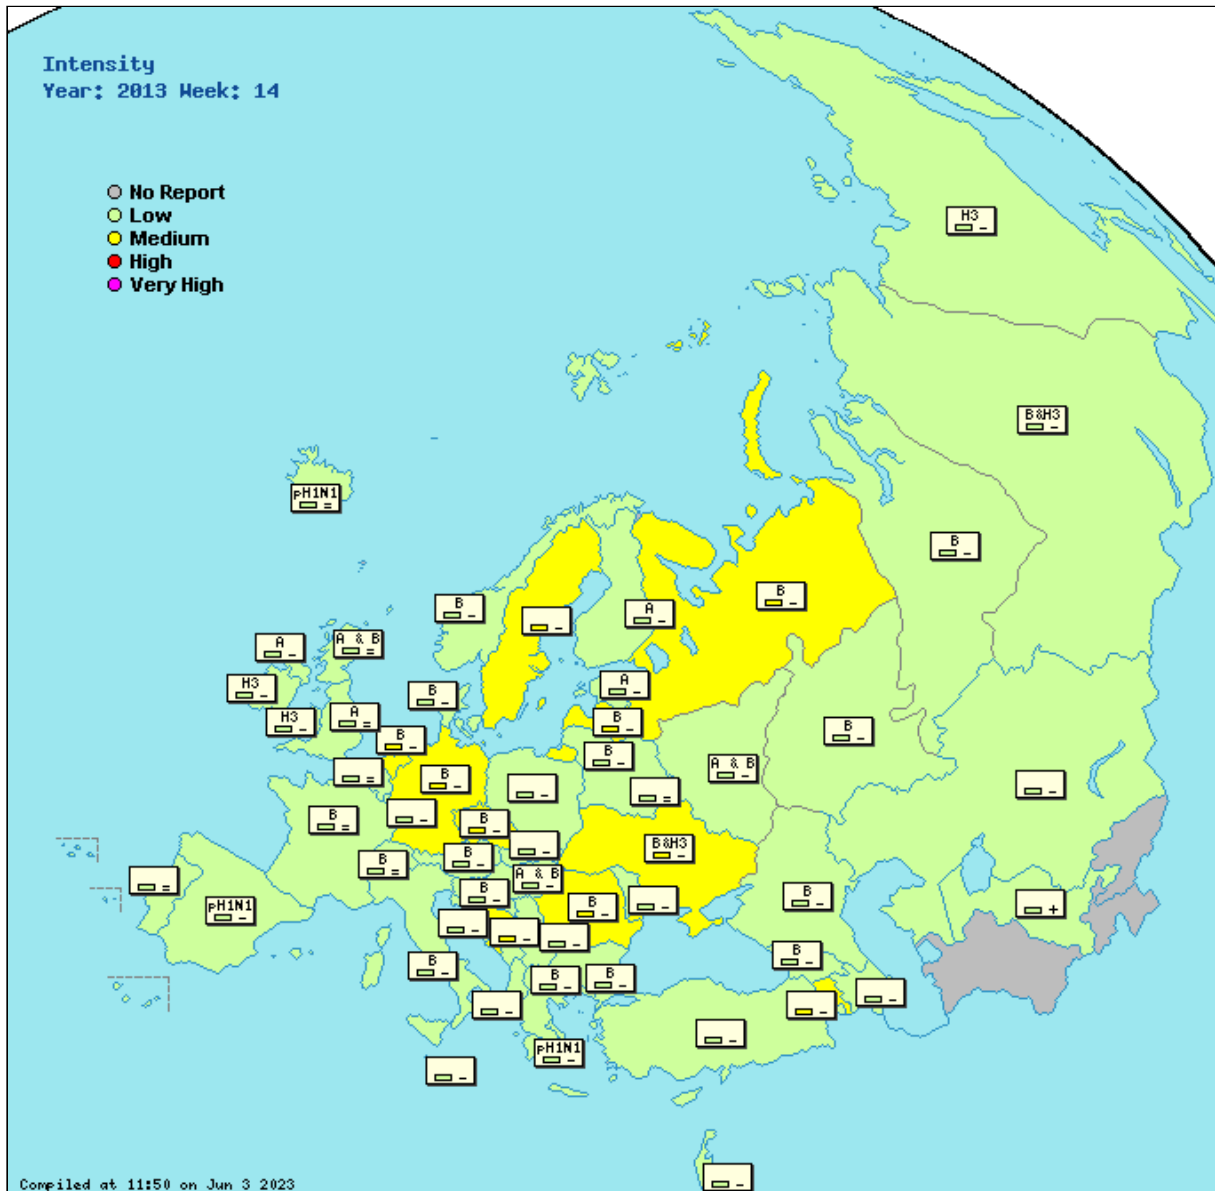 Intensity
Year: 2013 Week: 14
No Report
Low
Medium
High
Very High
H3
–
B&H3
–
pH1N1
=
B
–
B
–
B
–
–
A
–
A
–
A & B
=
H3
–
B
–
A
–
H3
–
A
=
B
–
B
–
B
–
B
–
A & B
–
=
B
–
–
–
–
=
–
B
=
B
–
–
B&H3
–
B
–
B
=
A & B
–
=
B
–
B
–
–
pH1N1
–
B
–
+
–
–
–
B
–
B
–
B
–
B
–
–
–
–
–
pH1N1
–
–
–
Compiled at 11:50 on Jun 3 2023